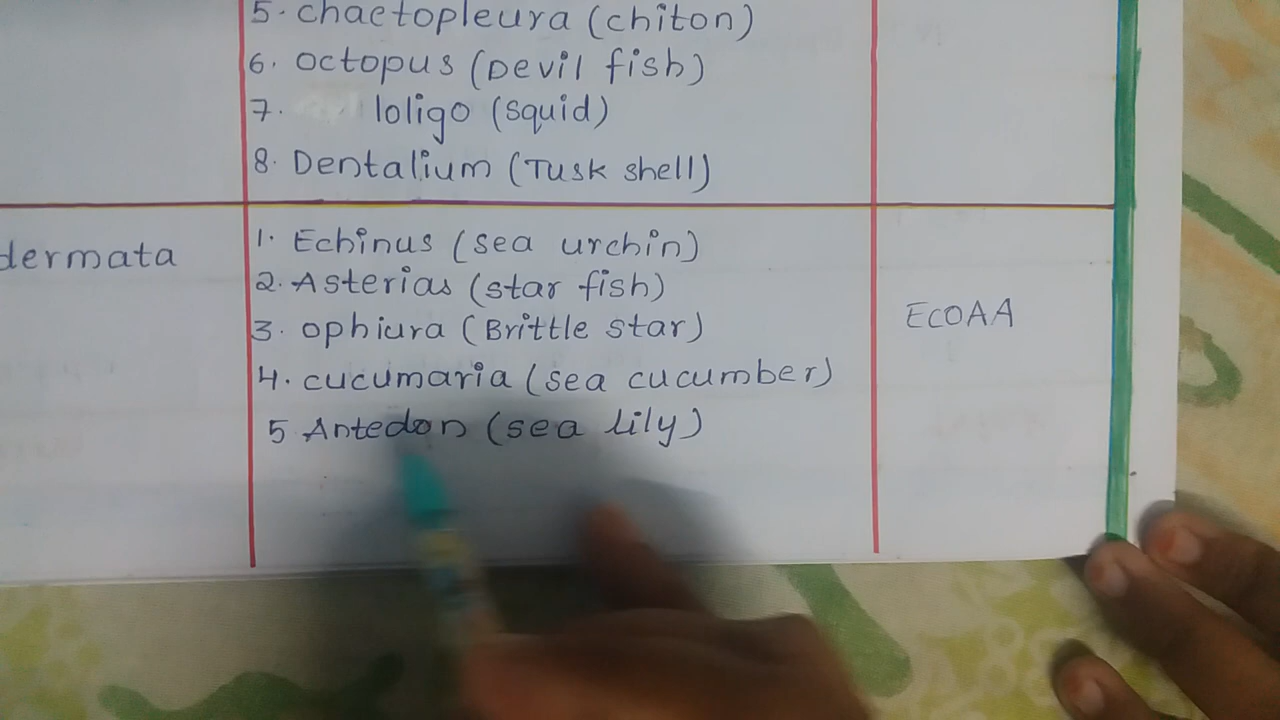 5. chaetopleura (chiton)
6. octopus (Devil fish)
7. loligo (squid)
8. Dentalium (Tusk shell)
dermata
1. Echinus (sea urchin)
2. Asterias (star fish)
3. ophiura (Brittle star)
4. cucumaria (sea cucumber)
5 Antedon (sea lily)
ECOAA